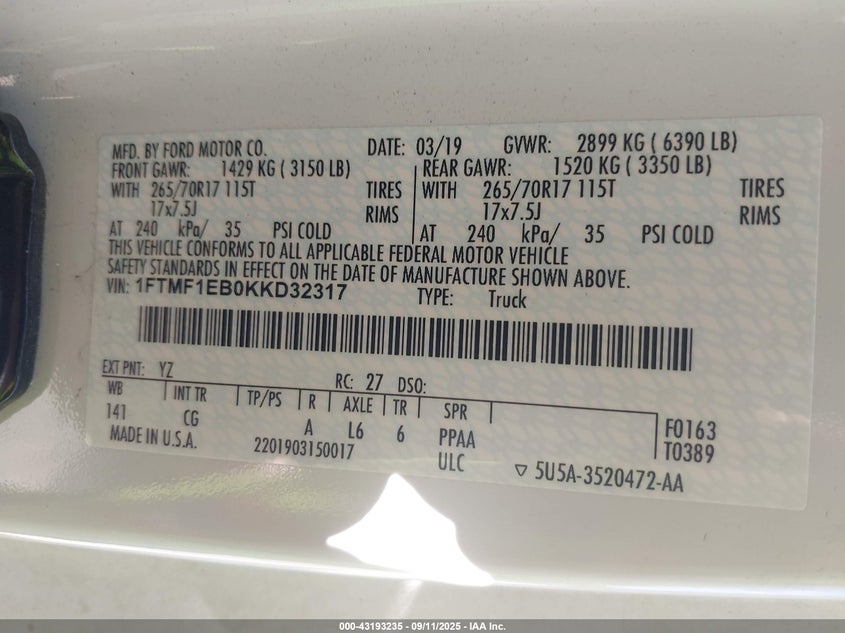 MFD. BY FORD MOTOR CO. DATE: 03/19 GVWR: 2899 KG ( 6390 LB)
FRONT GAWR: 1429 KG ( 3150 LB) REAR GAWR: 1520 KG ( 3350 LB)
WITH 265/70R17 115T TIRES WITH 265/70R17 115T TIRES
17x7.5J RIMS 17x7.5J RIMS
AT 240 kPa/ 35 PSI COLD AT 240 kPa/ 35 PSI COLD
THIS VEHICLE CONFORMS TO ALL APPLICABLE FEDERAL MOTOR VEHICLE
SAFETY STANDARDS IN EFFECT ON THE DATE OF MANUFACTURE SHOWN ABOVE.
VIN: 1FTMF1EB0KKD32317 TYPE: Truck
EXT PNT: YZ RC: 27 DSO:
WB INT TR TP/PS R AXLE TR SPR
141 CG A L6 6 PPAA F0163
MADE IN U.S.A. 2201903150017 ULC T0389
▽ 5U5A-3520472-AA
000-43193235 - 09/11/2025 - IAA Inc.